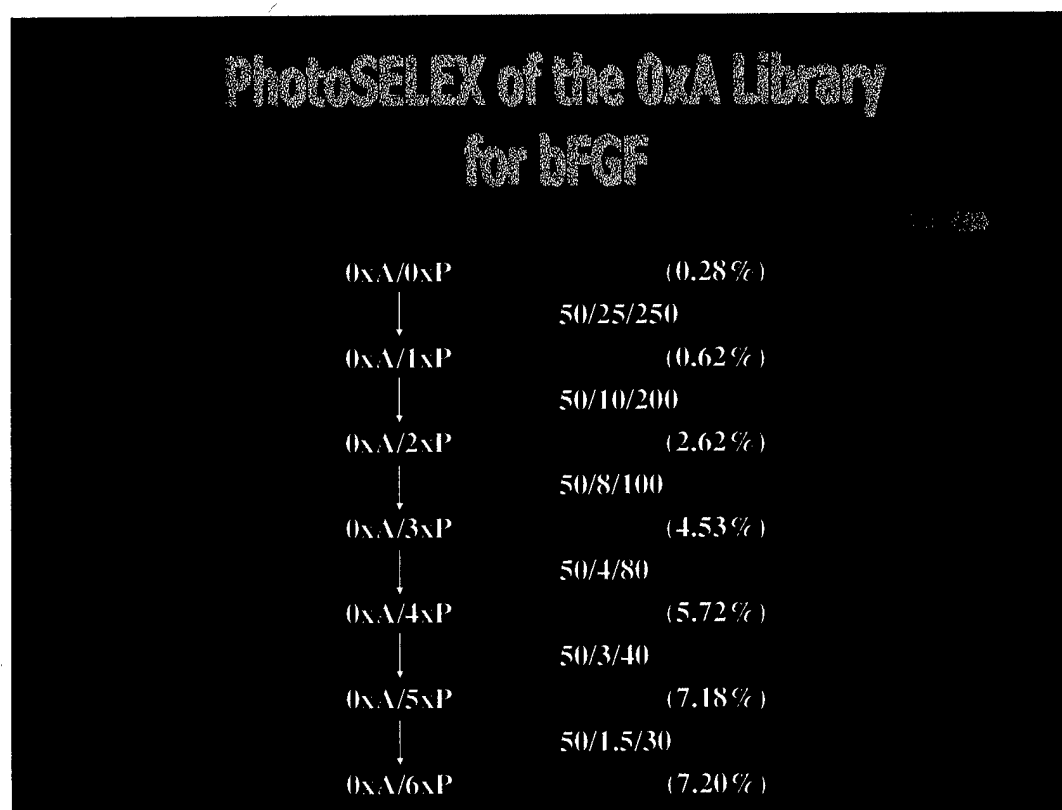 PhotoSELEX of the 0xA Library
for bFGF
0xA/0xP (0.28%)
50/25/250
0xA/1xP (0.62%)
50/10/200
0xA/2xP (2.62%)
50/8/100
0xA/3xP (4.53%)
50/4/80
0xA/4xP (5.72%)
50/3/40
0xA/5xP (7.18%)
50/1.5/30
0xA/6xP (7.20%)